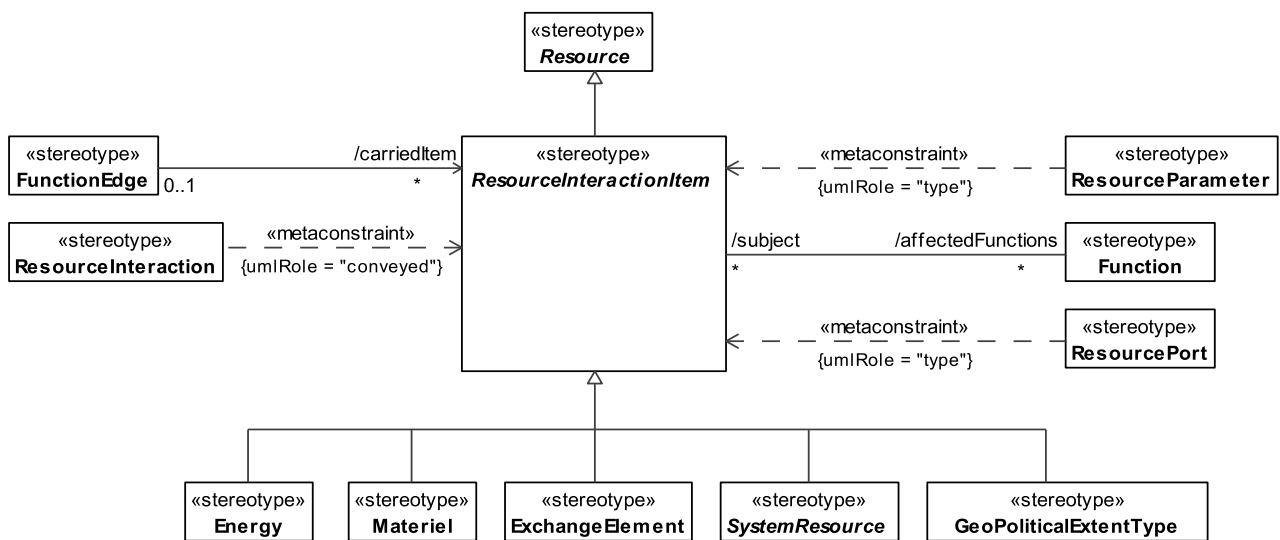 «stereotype»
Resource
«stereotype»
FunctionEdge
0..1
/carriedItem
*
«stereotype»
ResourceInteractionItem
«metaconstraint»
{umlRole = "type"}
«stereotype»
ResourceParameter
«stereotype»
ResourceInteraction
«metaconstraint»
{umlRole = "conveyed"}
/subject
*
/affectedFunctions
*
«stereotype»
Function
«metaconstraint»
{umlRole = "type"}
«stereotype»
ResourcePort
«stereotype»
Energy
«stereotype»
Materiel
«stereotype»
ExchangeElement
«stereotype»
SystemResource
«stereotype»
GeoPoliticalExtentType